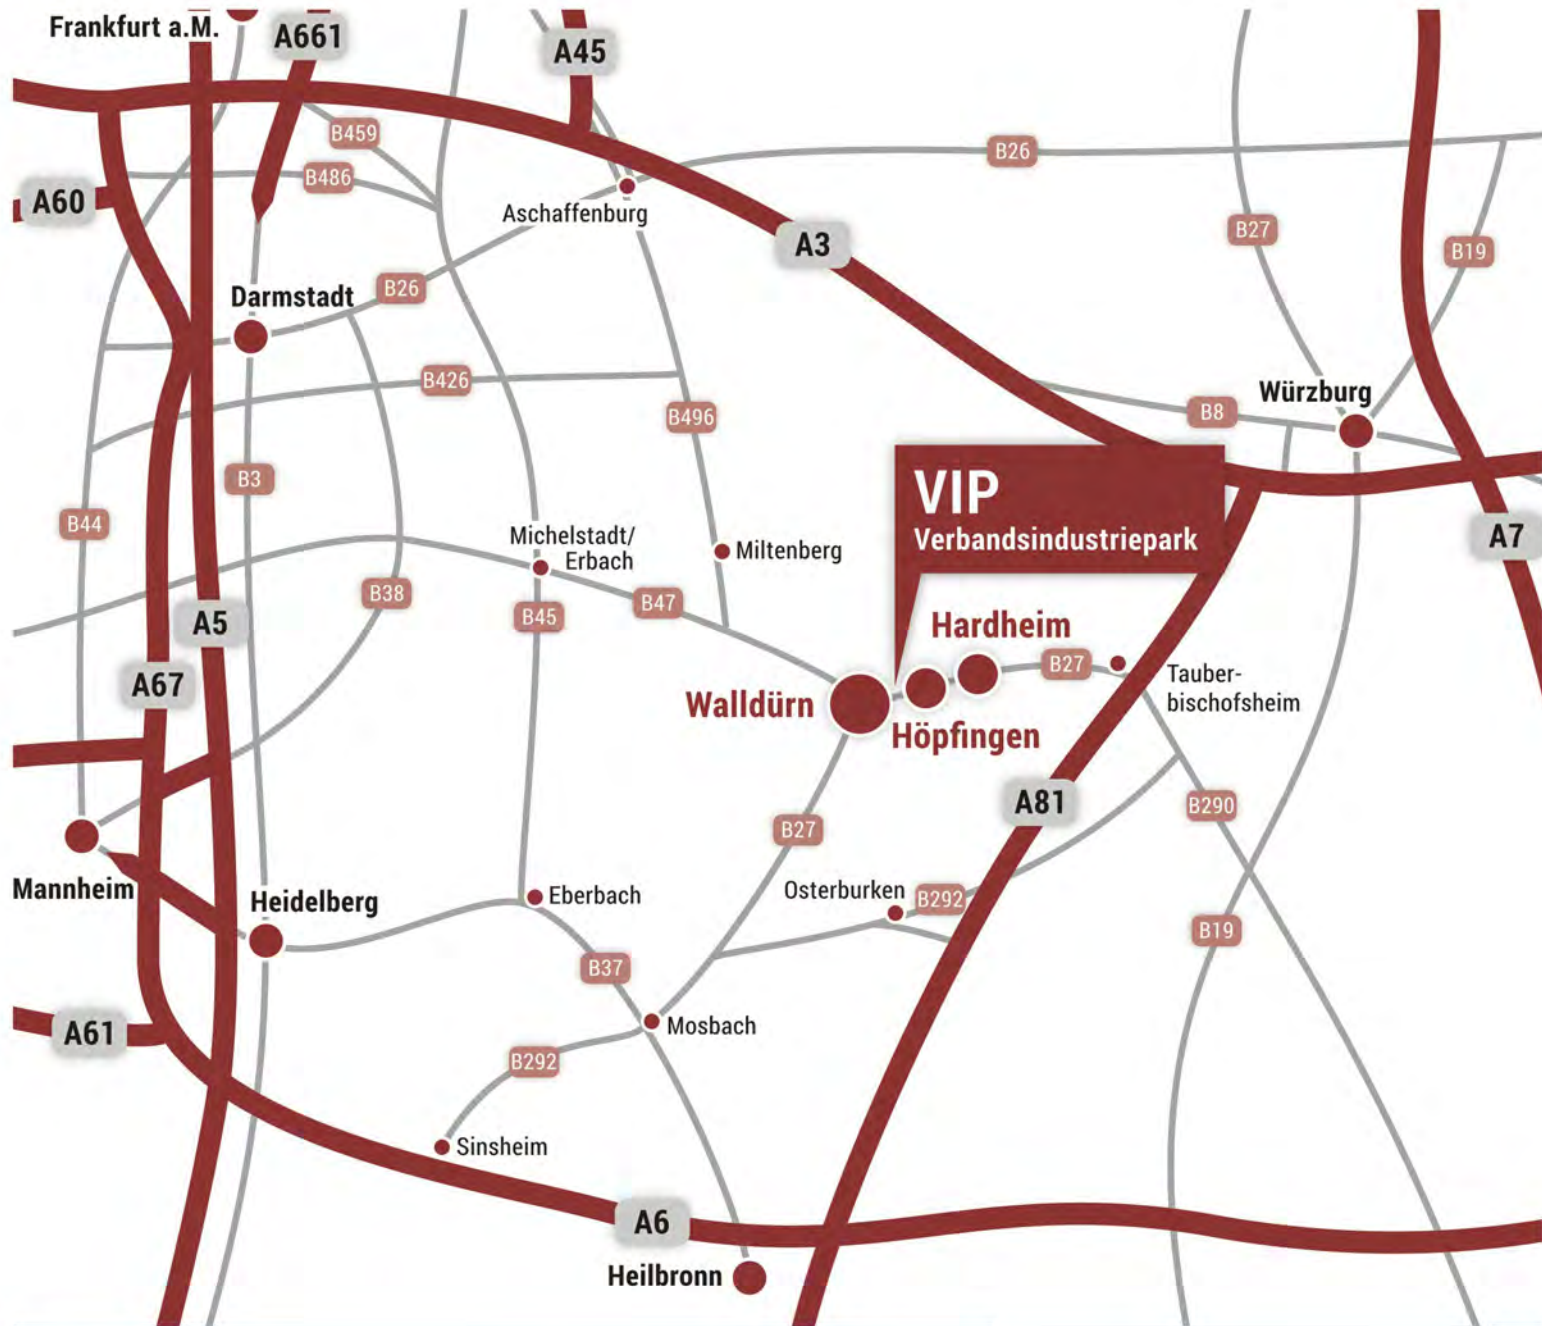 Frankfurt a.M.
A661
A45
B459
B26
B486
A60
Aschaffenburg
B27
A3
B19
B26
Darmstadt
B426
Würzburg
B8
B496
B3
VIP
Verbandsindustriepark
B44
Michelstadt/
Erbach
Miltenberg
A7
B38
B47
B45
A5
Hardheim
B27
A67
Tauber-
bischofsheim
Walldürn
Höpfingen
A81
B290
B27
Mannheim
Heidelberg
Eberbach
Osterburken
B292
B19
B37
A61
Mosbach
B292
Sinsheim
A6
Heilbronn